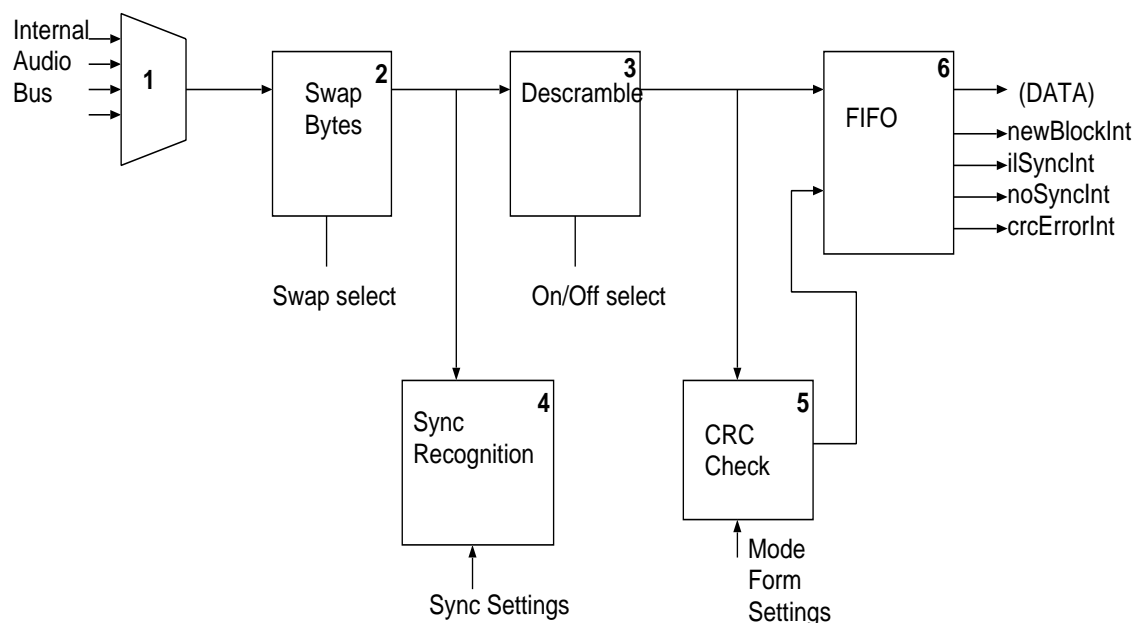 Internal
Audio
Bus
1
2
Swap
Bytes
Swap select
3
Descramble
On/Off select
6
FIFO
(DATA)
newBlockInt
ilSyncInt
noSyncInt
crcErrorInt
4
Sync
Recognition
Sync Settings
5
CRC
Check
Mode
Form
Settings